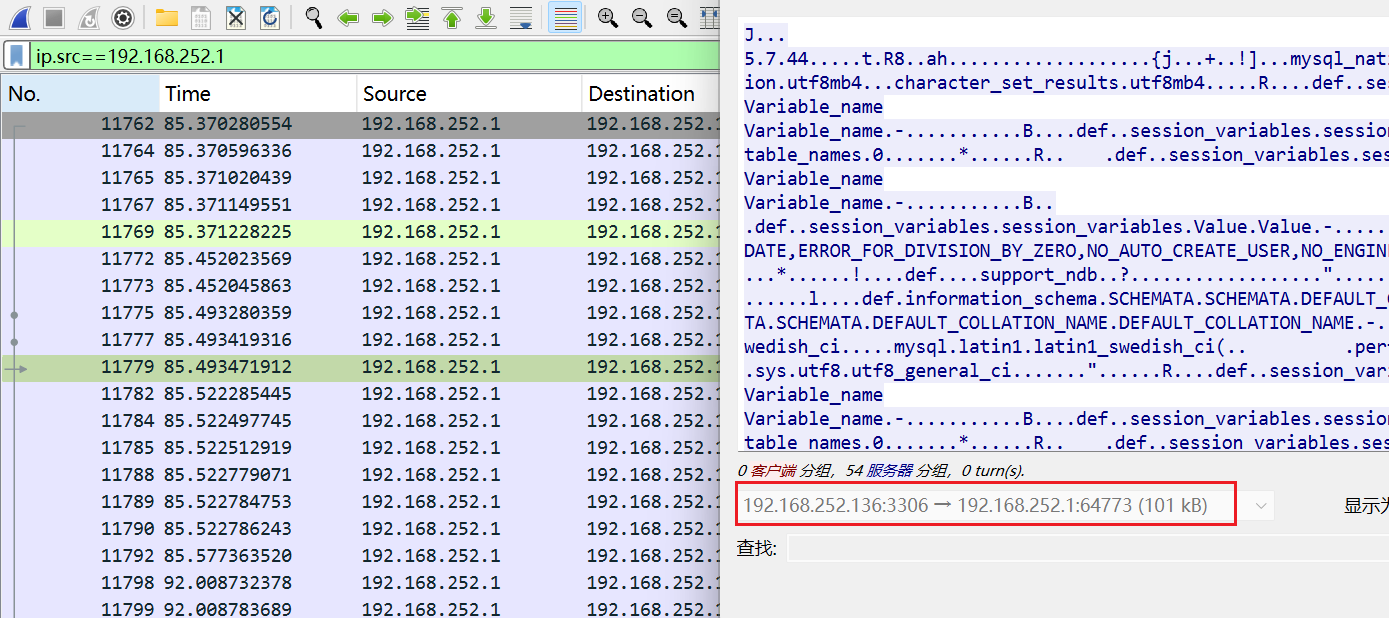 ip.src==192.168.252.1
No. Time Source Destination
11762 85.370280554 192.168.252.1 192.168.252.1
11764 85.370596336 192.168.252.1 192.168.252.1
11765 85.371020439 192.168.252.1 192.168.252.1
11767 85.371149551 192.168.252.1 192.168.252.1
11769 85.371228225 192.168.252.1 192.168.252.1
11772 85.452023569 192.168.252.1 192.168.252.1
11773 85.452045863 192.168.252.1 192.168.252.1
11775 85.493280359 192.168.252.1 192.168.252.1
11777 85.493419316 192.168.252.1 192.168.252.1
11779 85.493471912 192.168.252.1 192.168.252.1
11782 85.522285445 192.168.252.1 192.168.252.1
11784 85.522497745 192.168.252.1 192.168.252.1
11785 85.522512919 192.168.252.1 192.168.252.1
11788 85.522779071 192.168.252.1 192.168.252.1
11789 85.522784753 192.168.252.1 192.168.252.1
11790 85.522786243 192.168.252.1 192.168.252.1
11792 85.577363520 192.168.252.1 192.168.252.1
11798 92.008732378 192.168.252.1 192.168.252.1
11799 92.008783689 192.168.252.1 192.168.252.1
J...
5.7.44.....t.R8..ah...................{j...+..!]...mysql_nat
ion.utf8mb4...character_set_results.utf8mb4.....R....def..ses
Variable_name
Variable_name.-...........B....def..session_variables.session
table_names.0.......*......R.. .def..session_variables.ses
Variable_name
Variable_name.-...........B..
.def..session_variables.session_variables.Value.Value.-.....
DATE,ERROR_FOR_DIVISION_BY_ZERO,NO_AUTO_CREATE_USER,NO_ENGIN
...*......!....def....support_ndb..?..................."......
......l....def.information_schema.SCHEMATA.SCHEMATA.DEFAULT_C
TA.SCHEMATA.DEFAULT_COLLATION_NAME.DEFAULT_COLLATION_NAME.-.
wedish_ci.....mysql.latin1.latin1_swedish_ci(.. .per
.sys.utf8.utf8_general_ci......."......R....def..session_vari
Variable_name
Variable_name.-...........B....def..session_variables.session
table_names.0.......*......R.. .def..session_variables.ses
0 客户端 分组，54 服务器 分组，0 turn(s).
192.168.252.136:3306 → 192.168.252.1:64773 (101 kB)
显示为
查找: